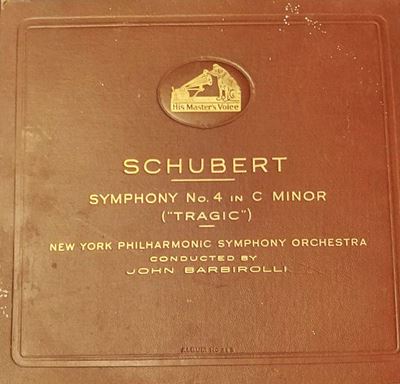 His Master's Voice
SCHUBERT
SYMPHONY No. 4 IN C MINOR
("TRAGIC")
NEW YORK PHILHARMONIC SYMPHONY ORCHESTRA
CONDUCTED BY
JOHN BARBIROLLI
ALBUM